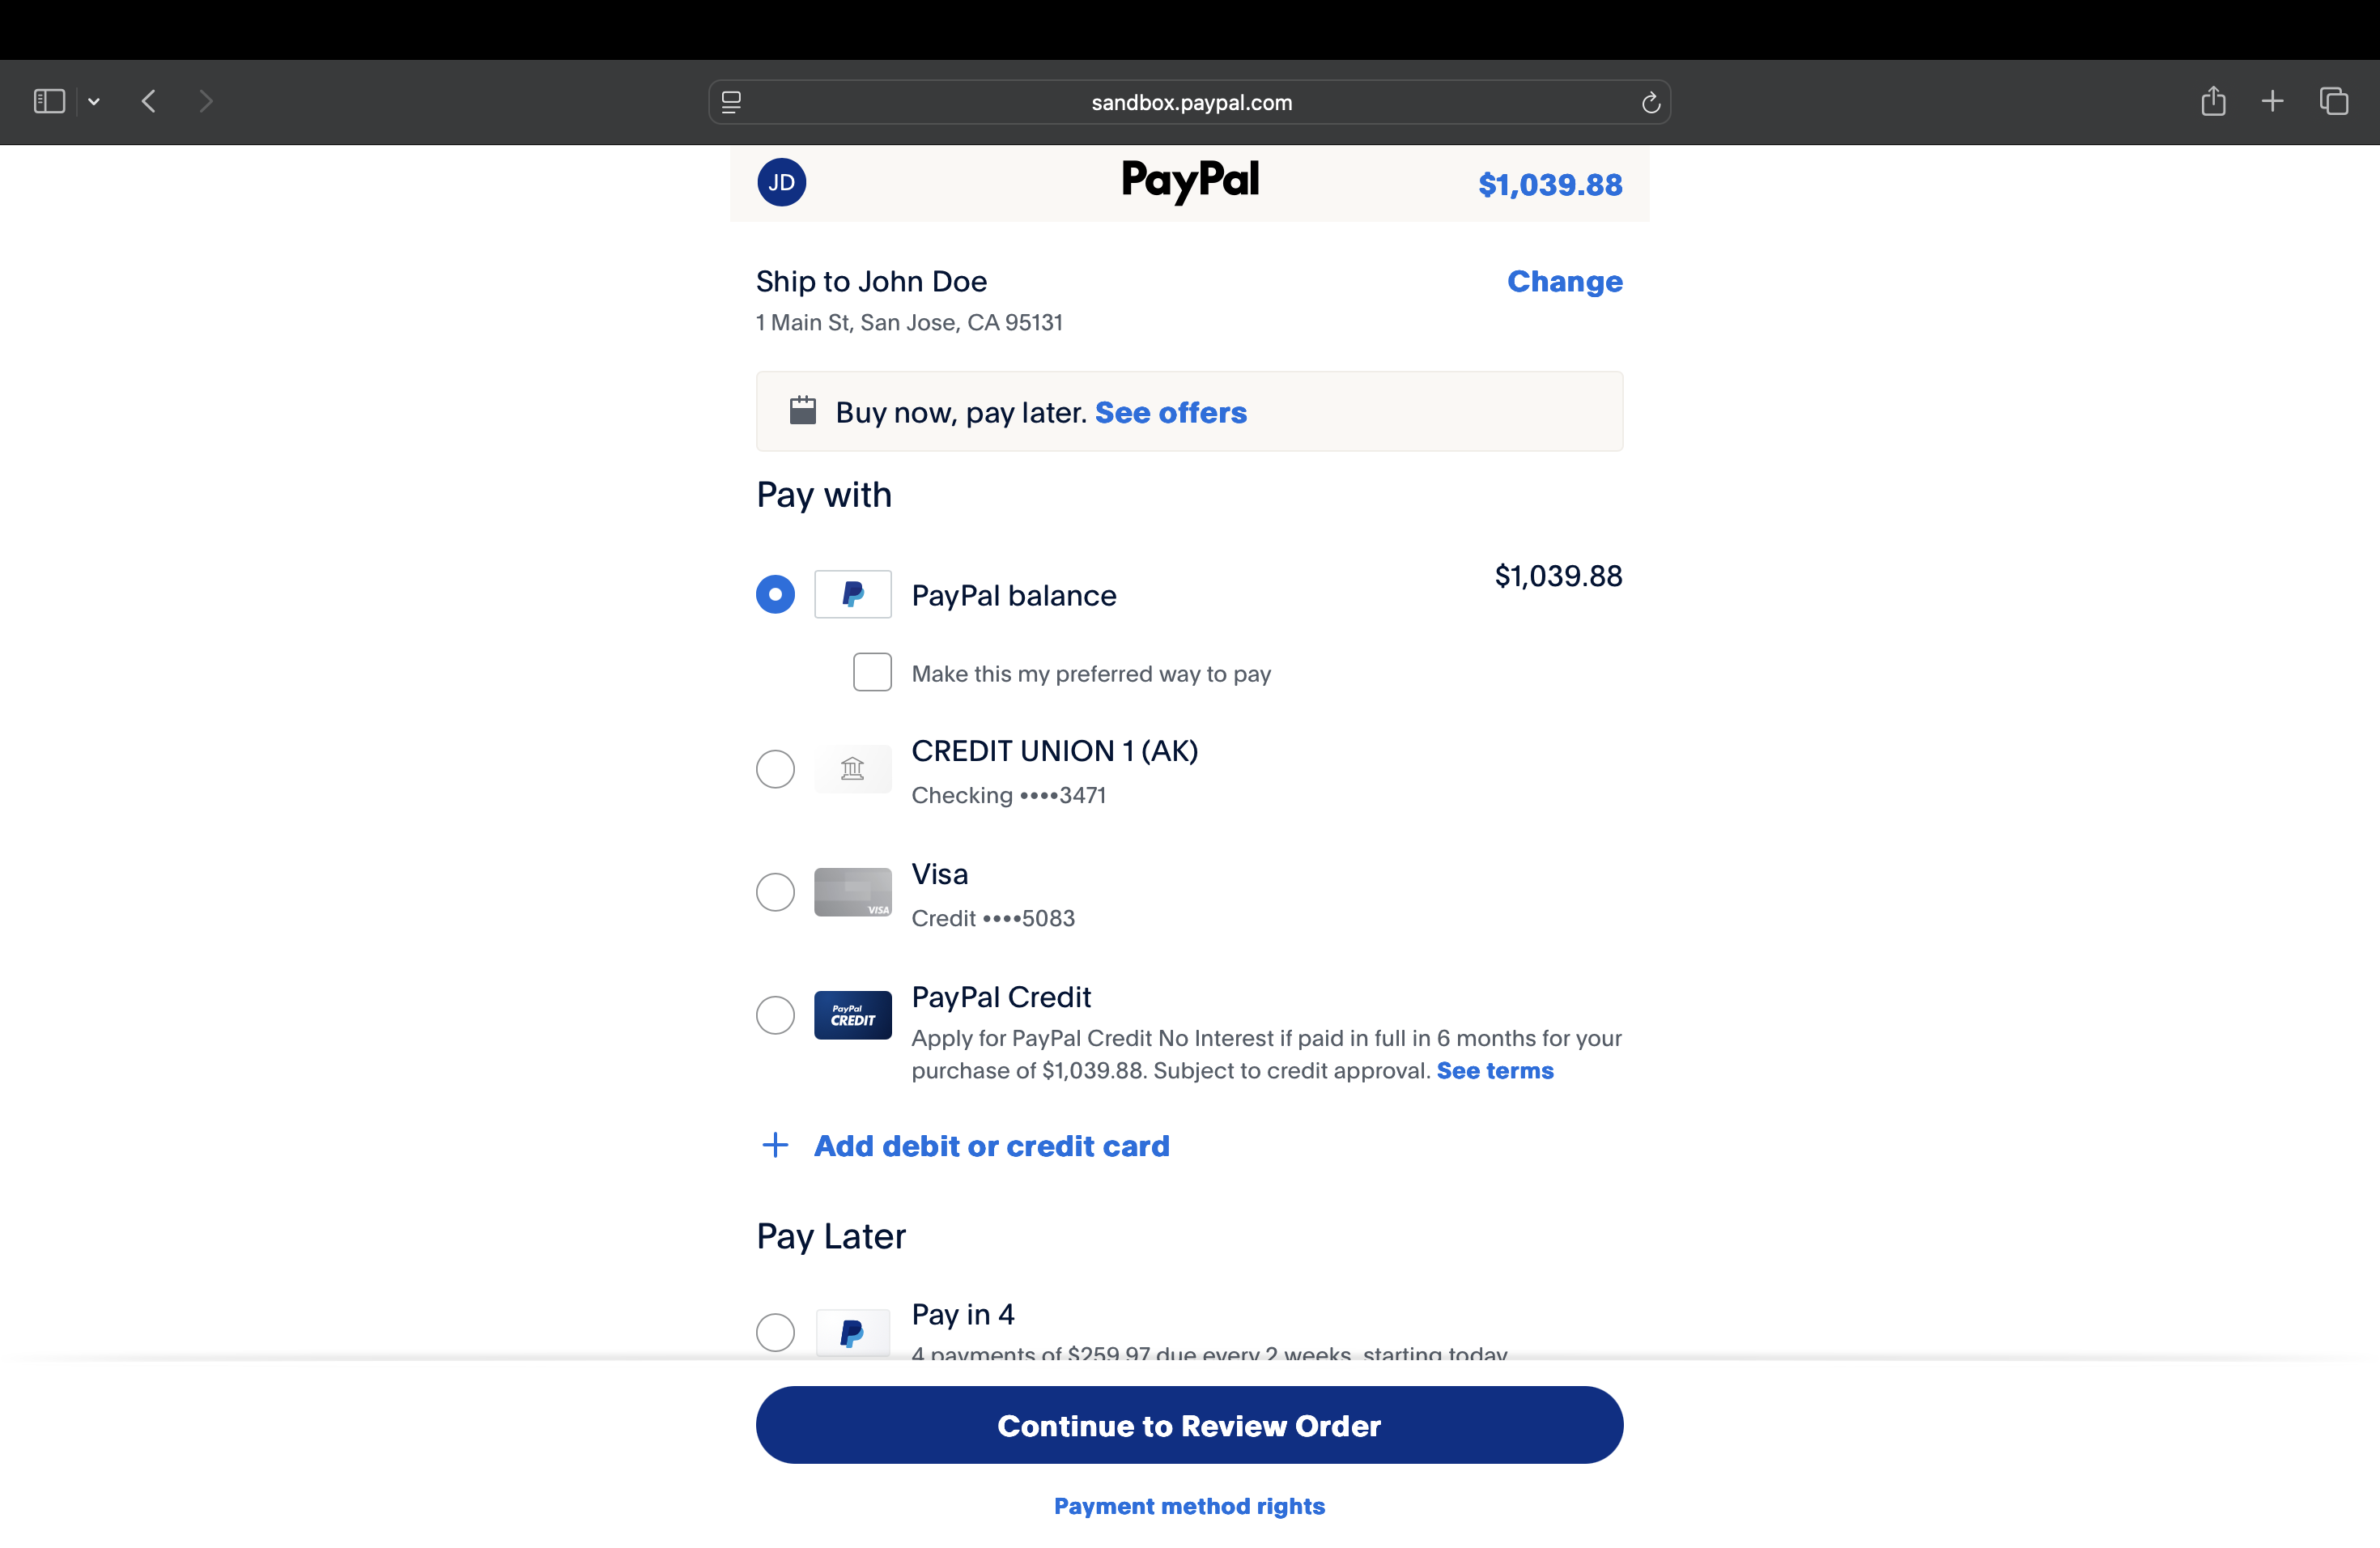 sandbox.paypal.com
JD
PayPal
$1,039.88
Ship to John Doe
Change
1 Main St, San Jose, CA 95131
Buy now, pay later. See offers
Pay with
PayPal balance
$1,039.88
Make this my preferred way to pay
CREDIT UNION 1 (AK)
Checking ••••3471
VISA
Visa
Credit ••••5083
PayPal
CREDIT
PayPal Credit
Apply for PayPal Credit No Interest if paid in full in 6 months for your
purchase of $1,039.88. Subject to credit approval. See terms
Add debit or credit card
Pay Later
Pay in 4
4 payments of $259.97 due every 2 weeks, starting today
Continue to Review Order
Payment method rights